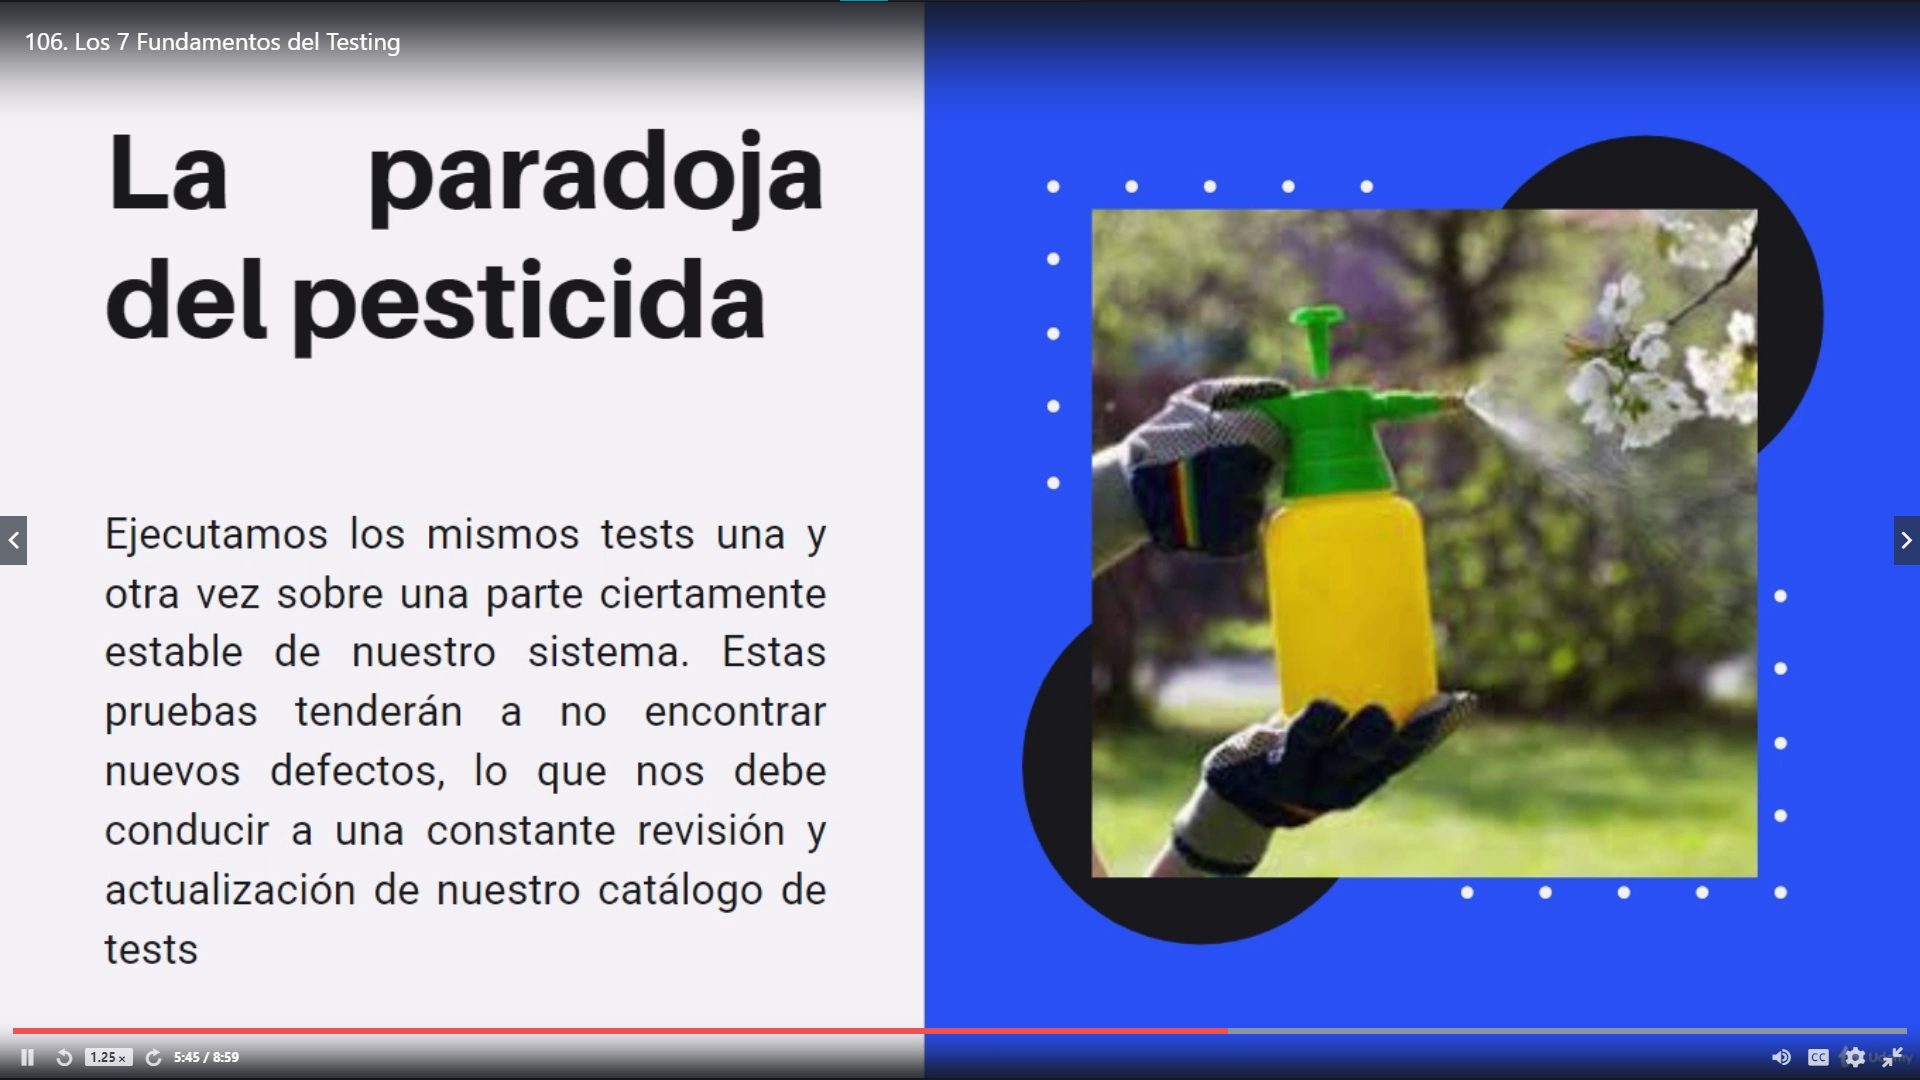 106. Los 7 Fundamentos del Testing
La paradoja
del pesticida
Ejecutamos los mismos tests una y
otra vez sobre una parte ciertamente
estable de nuestro sistema. Estas
pruebas tenderán a no encontrar
nuevos defectos, lo que nos debe
conducir a una constante revisión y
actualización de nuestro catálogo de
tests
1.25 x
5:45 / 8:59
CC